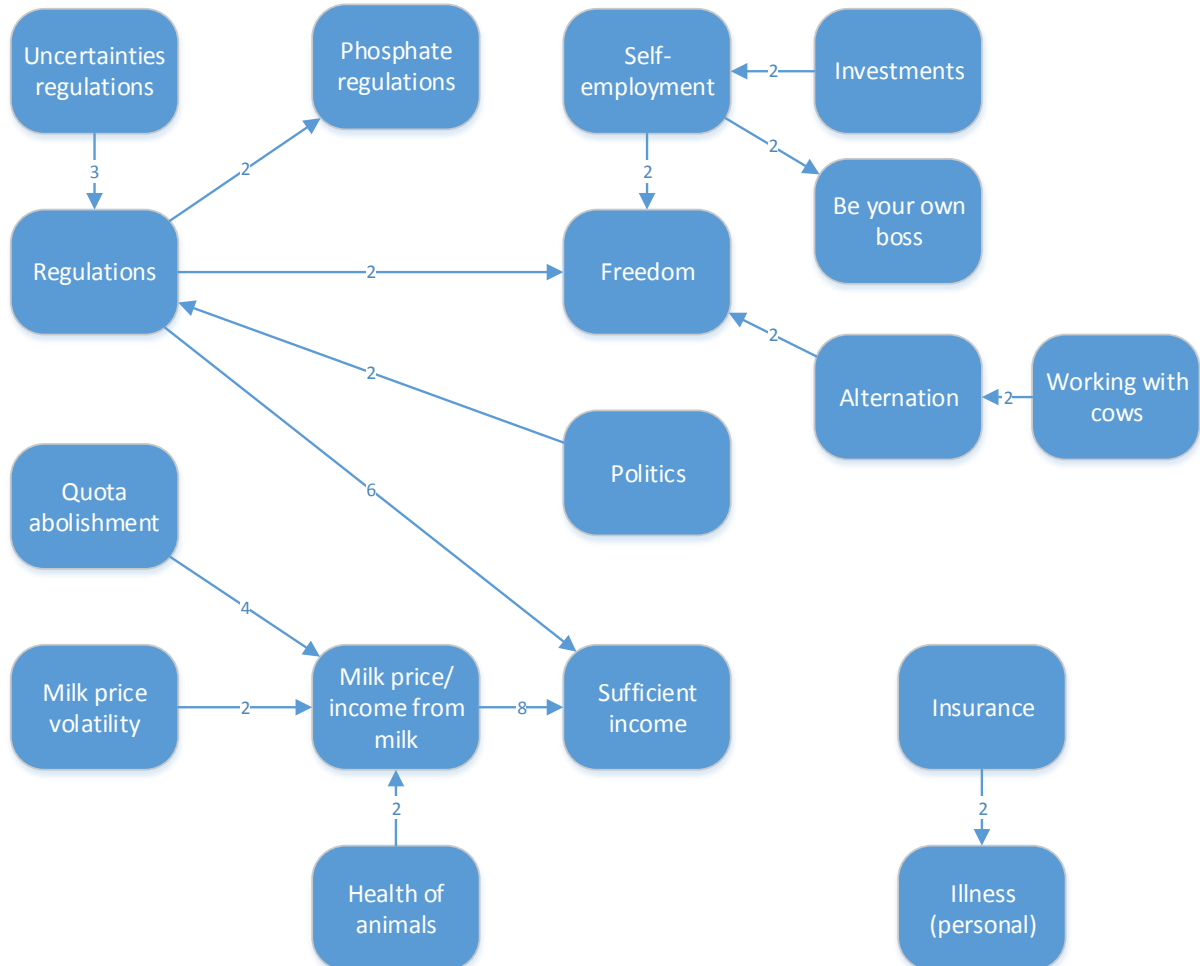 Uncertainties
regulations
Phosphate
regulations
Self-
employment
2
Investments
3
2
2
2
Be your own
boss
Regulations
2
Freedom
2
2
Alternation
2
Working with
cows
Quota
abolishment
6
Politics
4
Milk price
volatility
2
Milk price/
income from
milk
8
Sufficient
income
Insurance
2
2
Health of
animals
Illness
(personal)